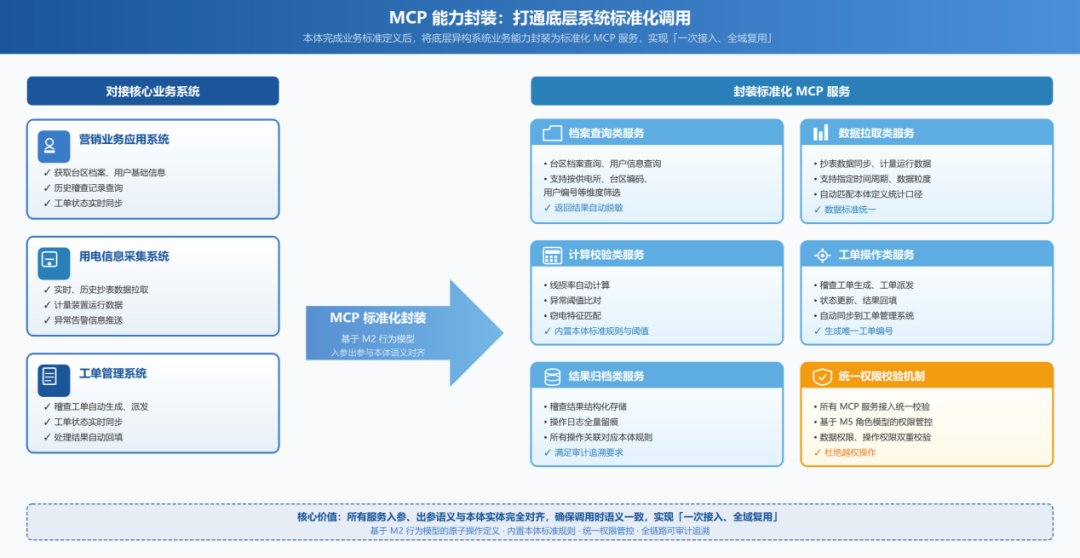 MCP 能力封装：打通底层系统标准化调用
本体完成业务标准定义后，将底层异构系统业务能力封装为标准化 MCP 服务，实现「一次接入、全域复用」
对接核心业务系统
营销业务应用系统
✓ 获取台区档案、用户基础信息
✓ 历史稽查记录查询
✓ 工单状态实时同步
用电信息采集系统
✓ 实时、历史抄表数据拉取
✓ 计量装置运行数据
✓ 异常告警信息推送
工单管理系统
✓ 稽查工单自动生成、派发
✓ 工单状态实时同步
✓ 处理结果自动回填
MCP 标准化封装
基于 M2 行为模型
入参出参与本体语义对齐
封装标准化 MCP 服务
档案查询类服务
• 台区档案查询、用户信息查询
• 支持按供电所、台区编码、
用户编号等维度筛选
✓ 返回结果自动脱敏
数据拉取类服务
• 抄表数据同步、计量运行数据
• 支持指定时间周期、数据粒度
• 自动匹配本体定义统计口径
✓ 数据标准统一
计算校验类服务
• 线损率自动计算
• 异常阈值比对
• 窃电特征匹配
✓ 内置本体标准规则与阈值
工单操作类服务
• 稽查工单生成、工单派发
• 状态更新、结果回填
• 自动同步到工单管理系统
✓ 生成唯一工单编号
结果归档类服务
• 稽查结果结构化存储
• 操作日志全量留痕
• 所有操作关联对应本体规则
✓ 满足审计追溯要求
统一权限校验机制
• 所有 MCP 服务接入统一校验
• 基于 M5 角色模型的权限管控
• 数据权限、操作权限双重校验
✓ 杜绝越权操作
核心价值：所有服务入参、出参语义与本体实体完全对齐，确保调用时语义一致，实现「一次接入、全域复用」
基于 M2 行为模型的原子操作定义 · 内置本体标准规则 · 统一权限管控 · 全链路可审计追溯